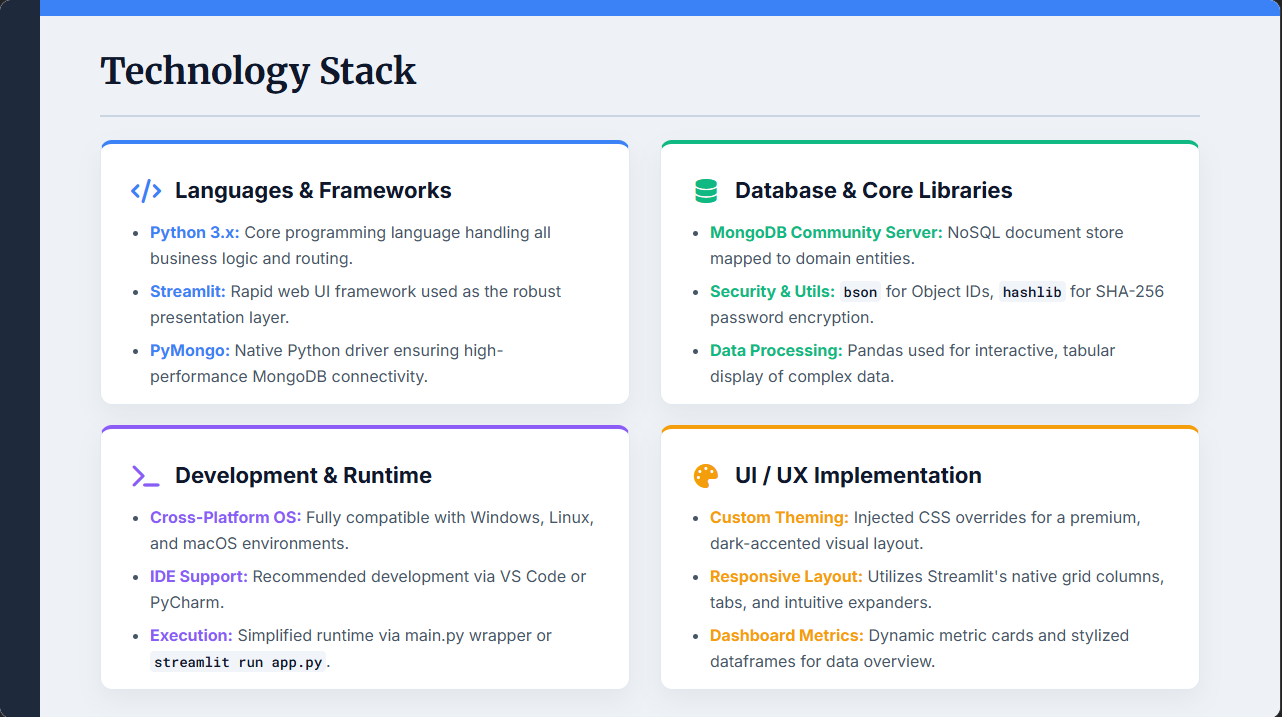 Technology Stack
Languages & Frameworks
Python 3.x: Core programming language handling all
business logic and routing.
Streamlit: Rapid web UI framework used as the robust
presentation layer.
PyMongo: Native Python driver ensuring high-
performance MongoDB connectivity.
Database & Core Libraries
MongoDB Community Server: NoSQL document store
mapped to domain entities.
Security & Utils: bson for Object IDs, hashlib for SHA-256
password encryption.
Data Processing: Pandas used for interactive, tabular
display of complex data.
Development & Runtime
Cross-Platform OS: Fully compatible with Windows, Linux,
and macOS environments.
IDE Support: Recommended development via VS Code or
PyCharm.
Execution: Simplified runtime via main.py wrapper or
streamlit run app.py.
UI / UX Implementation
Custom Theming: Injected CSS overrides for a premium,
dark-accented visual layout.
Responsive Layout: Utilizes Streamlit's native grid columns,
tabs, and intuitive expanders.
Dashboard Metrics: Dynamic metric cards and stylized
dataframes for data overview.